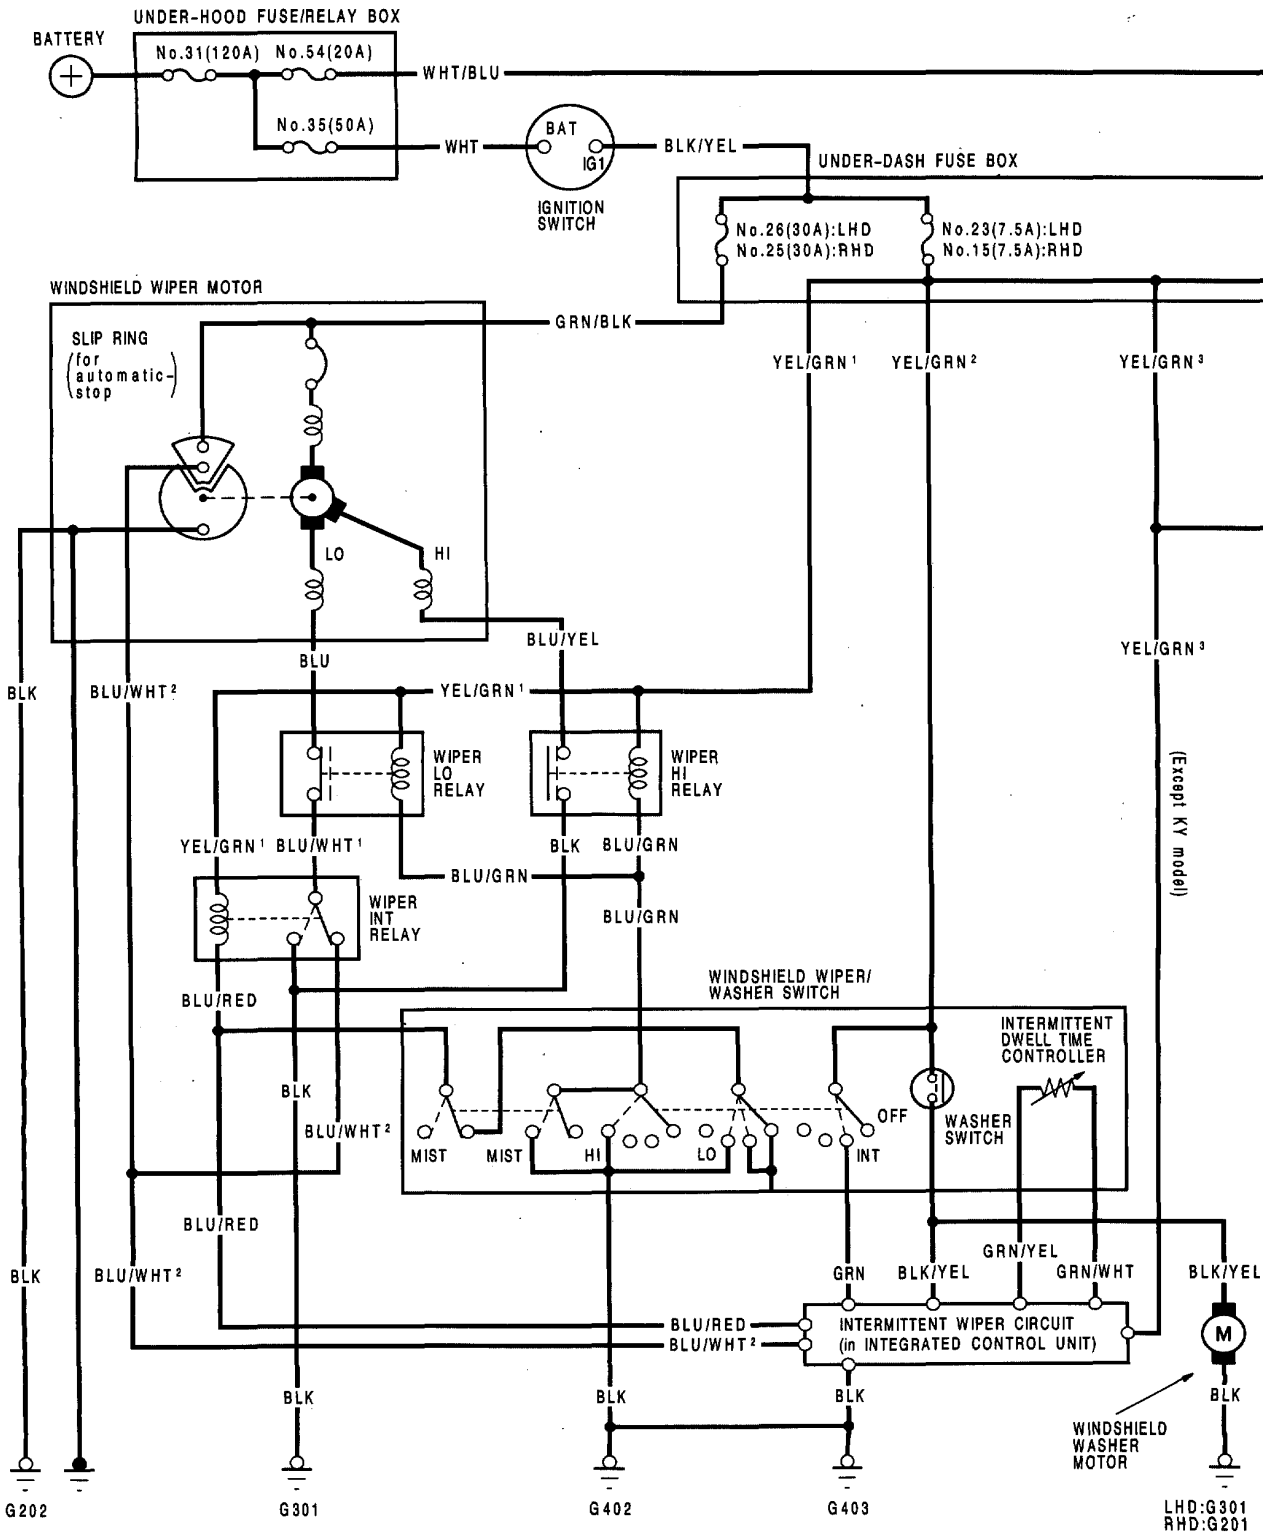 UNDER-HOOD FUSE/RELAY BOX
BATTERY
No.31(120A)
No.54(20A)
WHT/BLU
No.35(50A)
WHT
BAT
IG1
BLK/YEL
IGNITION
SWITCH
UNDER-DASH FUSE BOX
No.26(30A):LHD
No.25(30A):RHD
No.23(7.5A):LHD
No.15(7.5A):RHD
WINDSHIELD WIPER MOTOR
GRN/BLK
SLIP RING
(for
automatic-
stop)
YEL/GRN¹
YEL/GRN²
YEL/GRN³
LO
HI
BLU/YEL
BLU
YEL/GRN³
BLK
BLU/WHT²
YEL/GRN¹
WIPER
LO
RELAY
WIPER
HI
RELAY
(Except KY model)
YEL/GRN¹
BLU/WHT¹
BLK
BLU/GRN
BLU/GRN
WIPER
INT
RELAY
BLU/GRN
WINDSHIELD WIPER/
WASHER SWITCH
BLU/RED
INTERMITTENT
DWELL TIME
CONTROLLER
BLK
BLU/WHT²
OFF
WASHER
SWITCH
MIST
MIST
HI
LO
INT
BLU/RED
GRN/YEL
BLK
BLU/WHT²
GRN
BLK/YEL
GRN/WHT
BLK/YEL
BLU/RED
BLU/WHT²
INTERMITTENT WIPER CIRCUIT
(in INTEGRATED CONTROL UNIT)
M
BLK
BLK
BLK
BLK
WINDSHIELD
WASHER
MOTOR
G202
G301
G402
G403
LHD:G301
RHD:G201